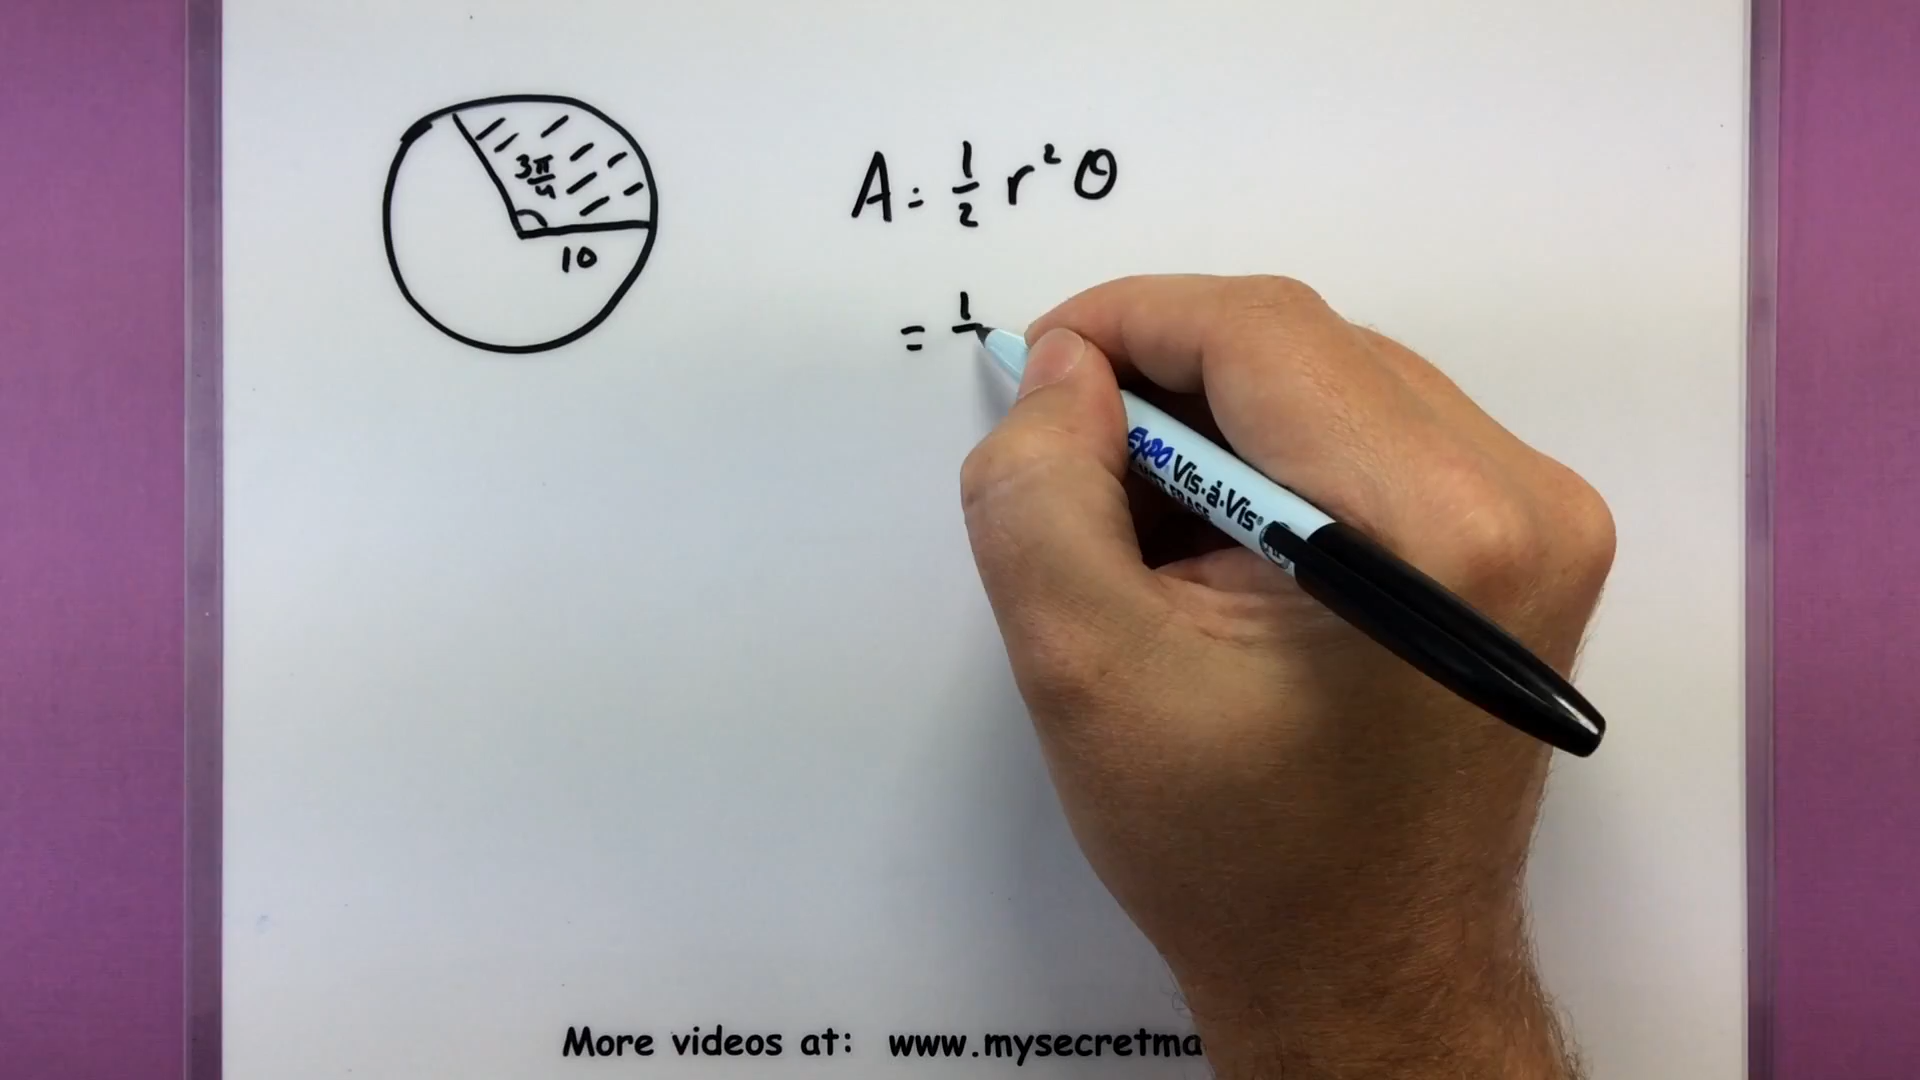 3π/4
10
A = 1/2 r² θ
= 1
EXPO Vis·à·Vis®
More videos at: www.mysecretma